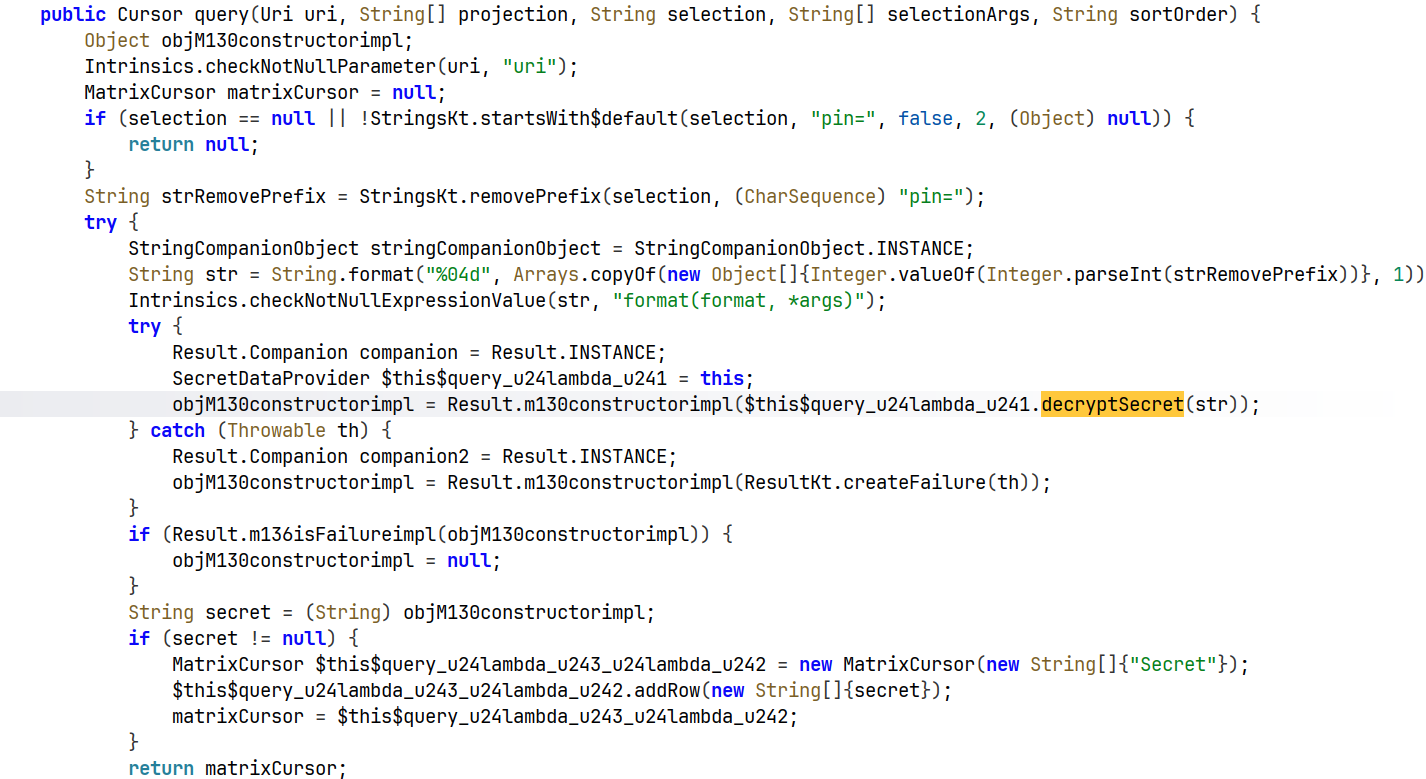 public Cursor query(Uri uri, String[] projection, String selection, String[] selectionArgs, String sortOrder) {
Object objM130constructorimpl;
Intrinsics.checkNotNullParameter(uri, "uri");
MatrixCursor matrixCursor = null;
if (selection == null || !StringsKt.startsWith$default(selection, "pin=", false, 2, (Object) null)) {
return null;
}
String strRemovePrefix = StringsKt.removePrefix(selection, (CharSequence) "pin=");
try {
StringCompanionObject stringCompanionObject = StringCompanionObject.INSTANCE;
String str = String.format("%04d", Arrays.copyOf(new Object[]{Integer.valueOf(Integer.parseInt(strRemovePrefix))}, 1))
Intrinsics.checkNotNullExpressionValue(str, "format(format, *args)");
try {
Result.Companion companion = Result.INSTANCE;
SecretDataProvider $this$query_u24lambda_u241 = this;
objM130constructorimpl = Result.m130constructorimpl($this$query_u24lambda_u241.decryptSecret(str));
} catch (Throwable th) {
Result.Companion companion2 = Result.INSTANCE;
objM130constructorimpl = Result.m130constructorimpl(ResultKt.createFailure(th));
}
if (Result.m136isFailureimpl(objM130constructorimpl)) {
objM130constructorimpl = null;
}
String secret = (String) objM130constructorimpl;
if (secret != null) {
MatrixCursor $this$query_u24lambda_u243_u24lambda_u242 = new MatrixCursor(new String[]{"Secret"});
$this$query_u24lambda_u243_u24lambda_u242.addRow(new String[]{secret});
matrixCursor = $this$query_u24lambda_u243_u24lambda_u242;
}
return matrixCursor;